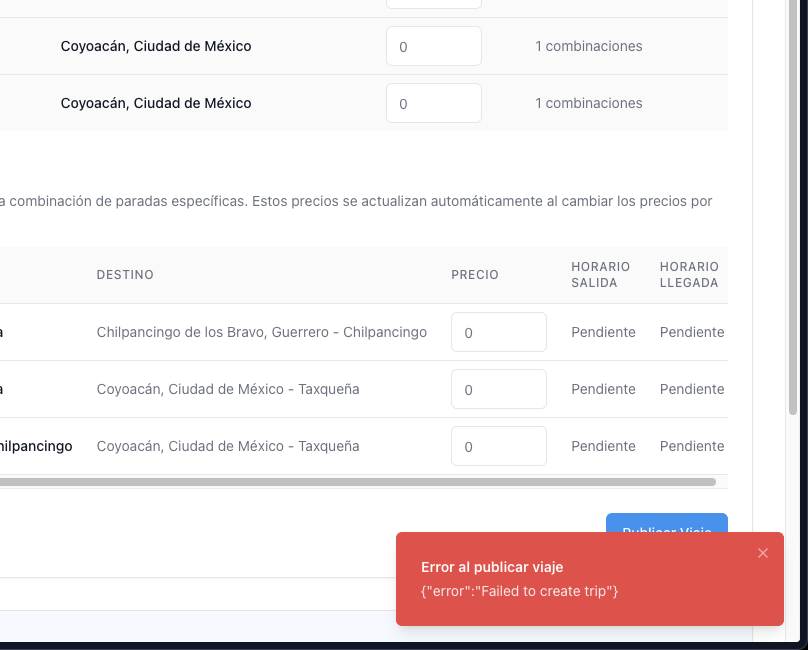 Coyoacán, Ciudad de México 0 1 combinaciones
Coyoacán, Ciudad de México 0 1 combinaciones
a combinación de paradas específicas. Estos precios se actualizan automáticamente al cambiar los precios por
DESTINO PRECIO HORARIO SALIDA HORARIO LLEGADA
a Chilpancingo de los Bravo, Guerrero - Chilpancingo 0 Pendiente Pendiente
a Coyoacán, Ciudad de México - Taxqueña 0 Pendiente Pendiente
hilpancingo Coyoacán, Ciudad de México - Taxqueña 0 Pendiente Pendiente
Publicar Viaje
Error al publicar viaje
{"error":"Failed to create trip"}